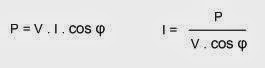 P = V . I . cos φ
I = P / V . cos φ